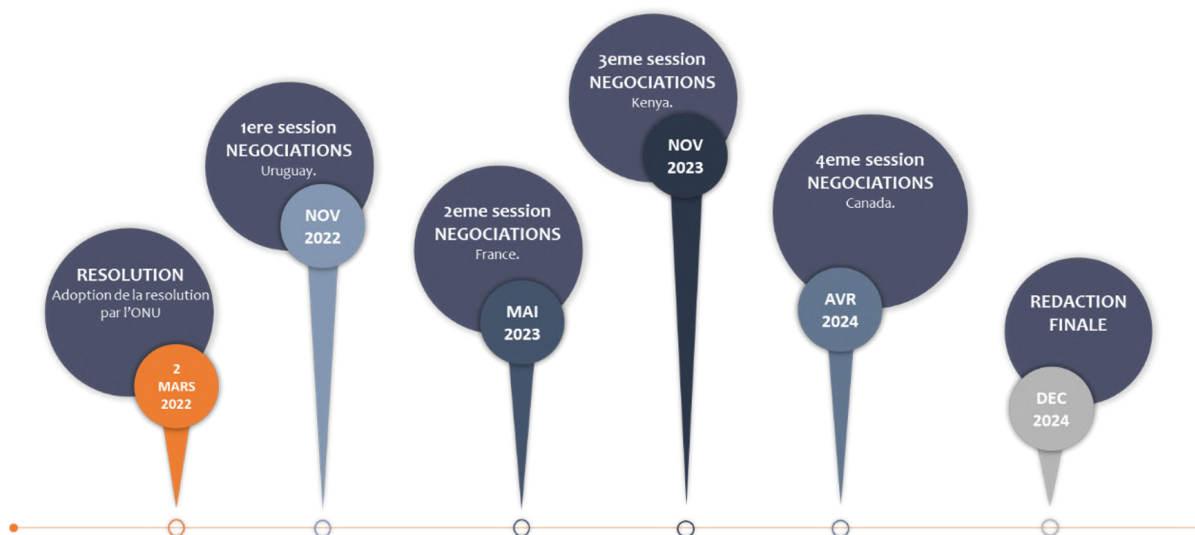 RESOLUTION
Adoption de la resolution
par l'ONU
2
MARS
2022
1ere session
NEGOCIATIONS
Uruguay.
NOV
2022
2eme session
NEGOCIATIONS
France.
MAI
2023
3eme session
NEGOCIATIONS
Kenya.
NOV
2023
4eme session
NEGOCIATIONS
Canada.
AVR
2024
REDACTION
FINALE
DEC
2024